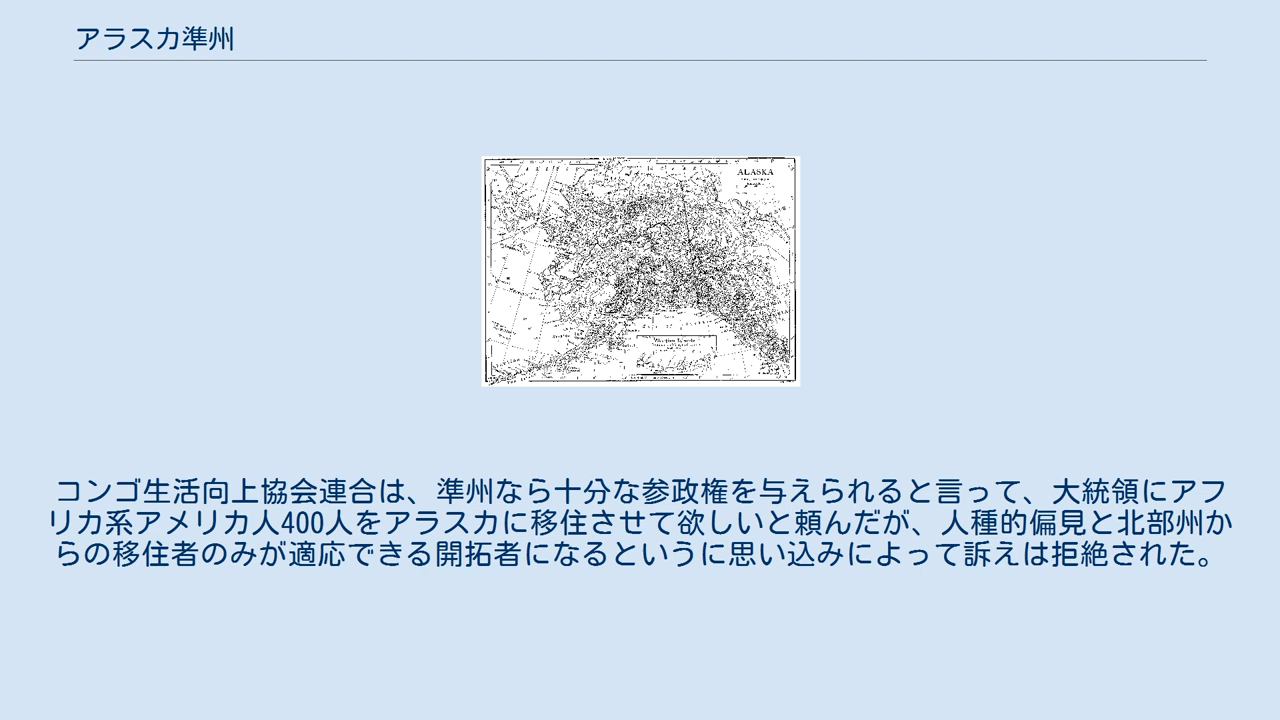 アラスカ準州
ALASKA
コンゴ生活向上協会連合は、準州なら十分な参政権を与えられると言って、大統領にアフ
リカ系アメリカ人400人をアラスカに移住させて欲しいと頼んだが、人種的偏見と北部州か
らの移住者のみが適応できる開拓者になるというに思い込みによって訴えは拒絶された。